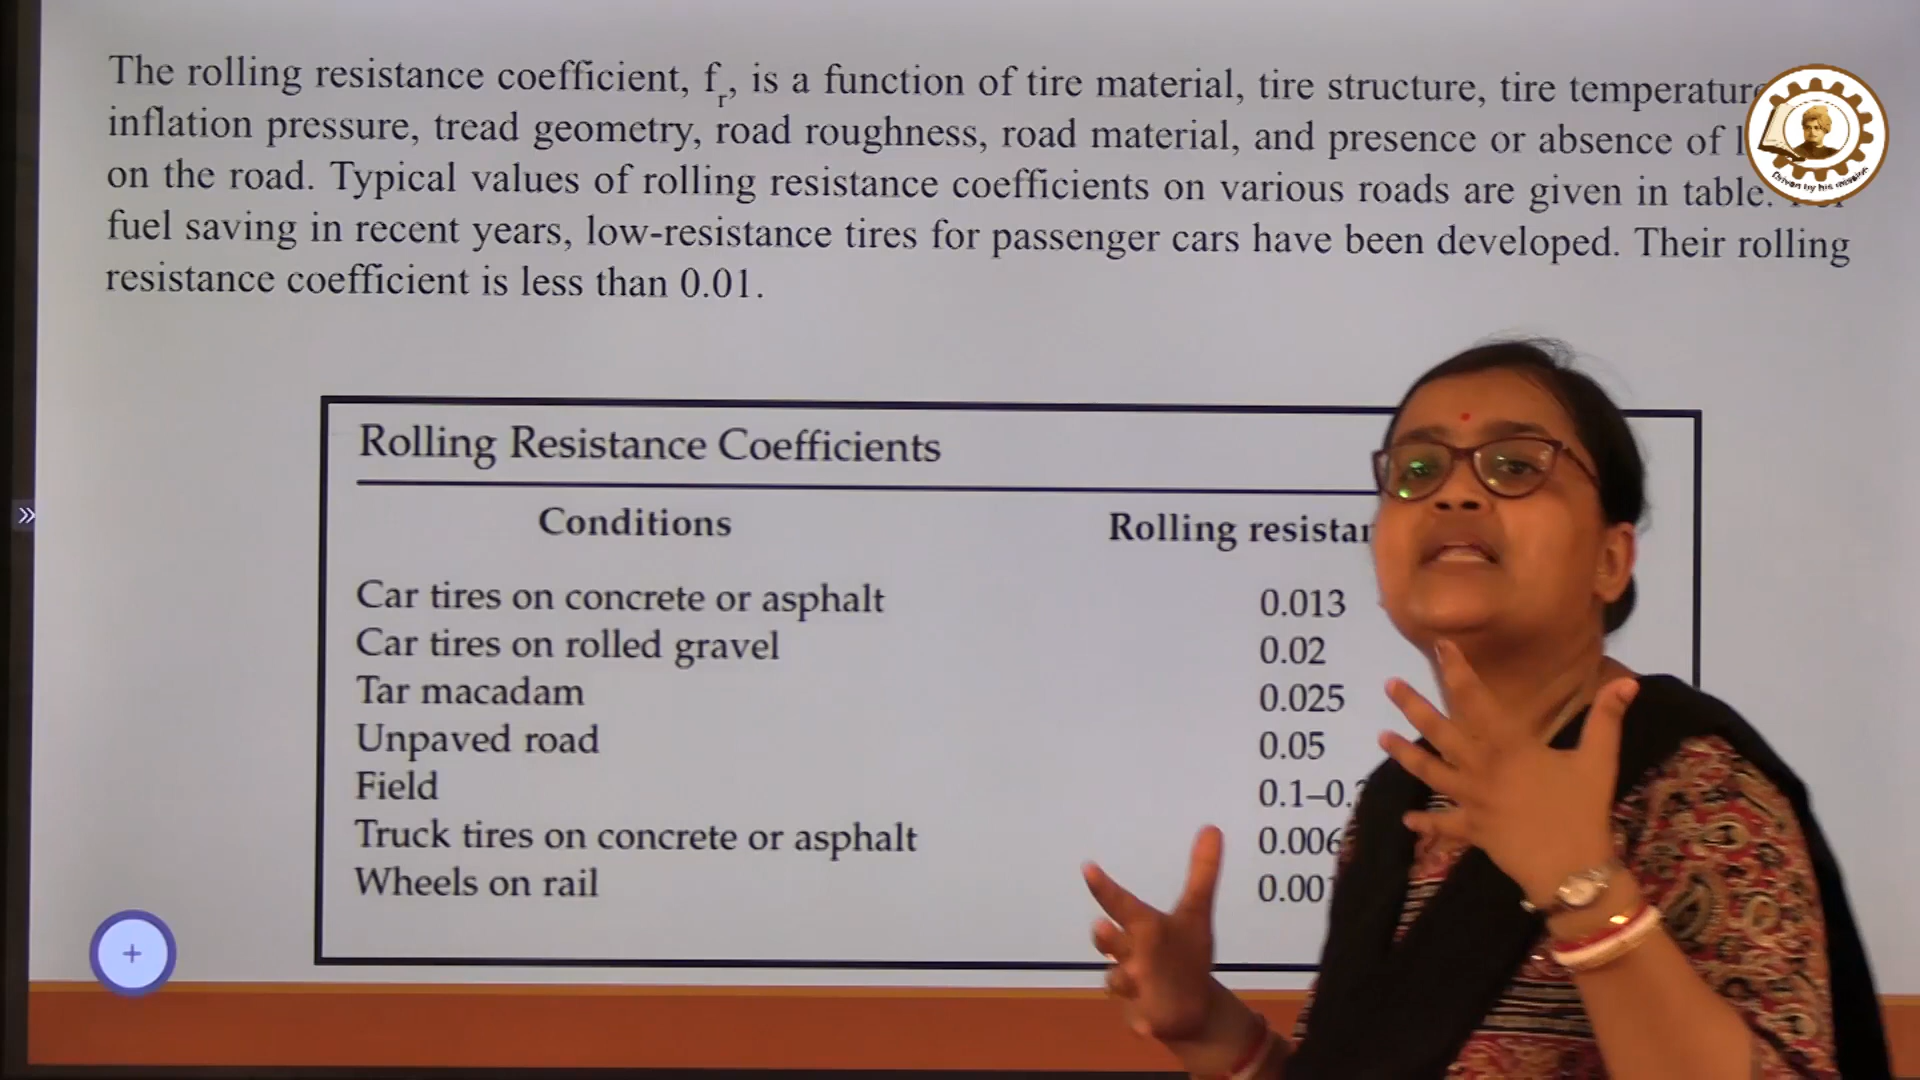 The rolling resistance coefficient, fr, is a function of tire material, tire structure, tire temperature
inflation pressure, tread geometry, road roughness, road material, and presence or absence of
on the road. Typical values of rolling resistance coefficients on various roads are given in table.
fuel saving in recent years, low-resistance tires for passenger cars have been developed. Their rolling
resistance coefficient is less than 0.01.
Driven by his mission
Rolling Resistance Coefficients
Conditions Rolling
Car tires on concrete or asphalt 0.013
Car tires on rolled gravel 0.02
Tar macadam 0.025
Unpaved road 0.05
Field
Truck tires on concrete or asphalt
Wheels on rail
»
+